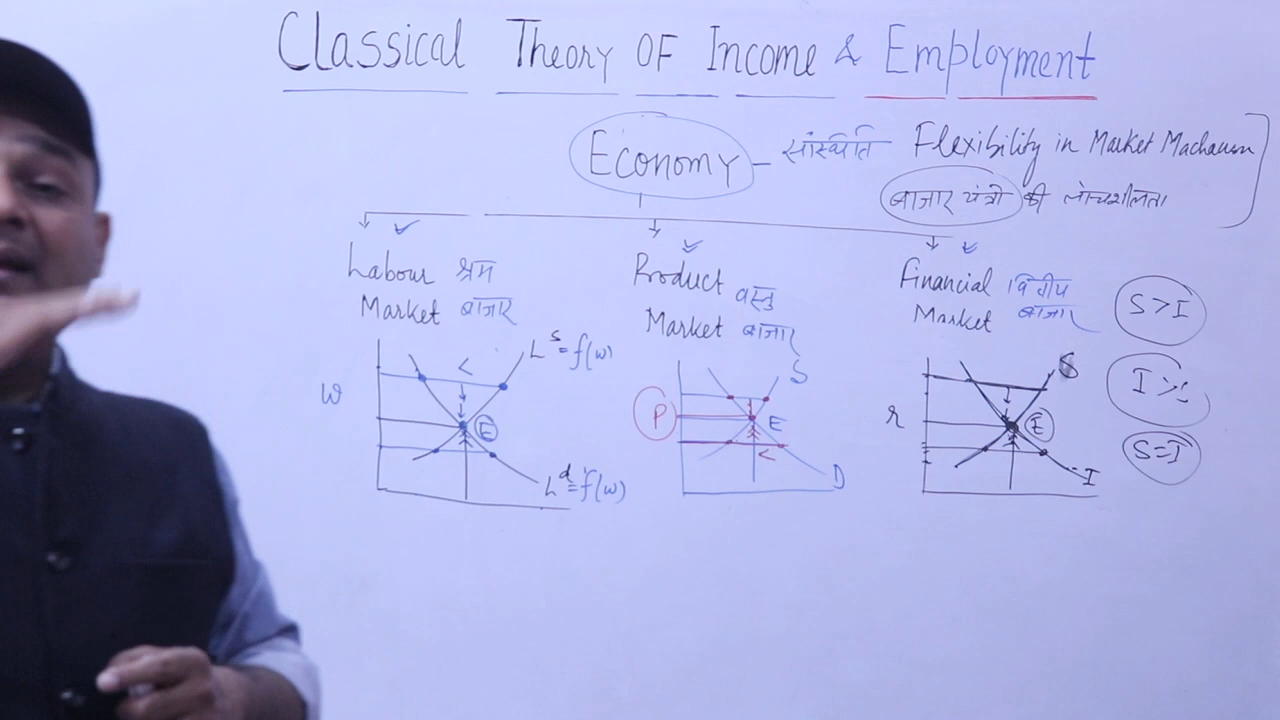 Classical Theory OF Income & Employment
Economy – सांस्थिति Flexibility in Market Machanism
बाजार यंत्रो की लोचशीलता
Labour श्रम
Market बाजार
Product वस्तु
Market बाजार
Financial वित्तीय
Market बाजार
S>I
I>S
S=I
w
<
L^s=f(w)
E
L^d=f(w)
P
S
E
<
D
r
S
E
I